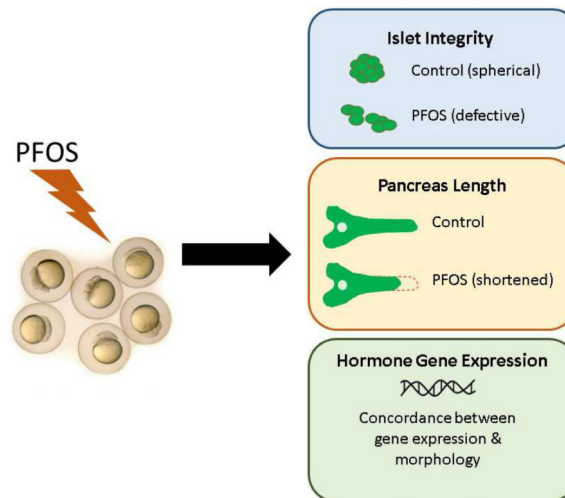 PFOS
Islet Integrity
Control (spherical)
PFOS (defective)
Pancreas Length
Control
PFOS (shortened)
Hormone Gene Expression
Concordance between
gene expression &
morphology